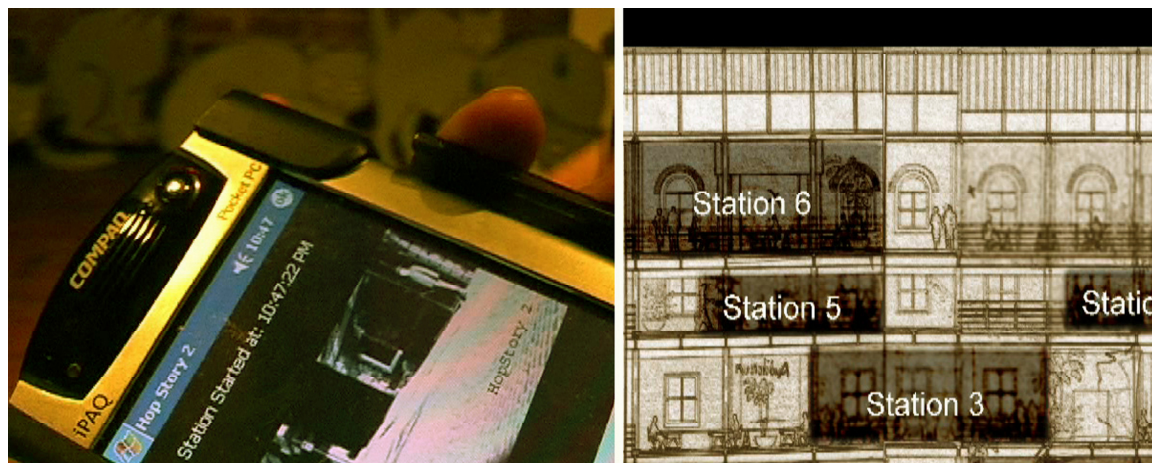 COMPAQ
Pocket PC
iPAQ
Hop Story 2
10:47
ok
Station Started at: 10:47:22 PM
HopStory 2
Station 6
Station 5
Station 3